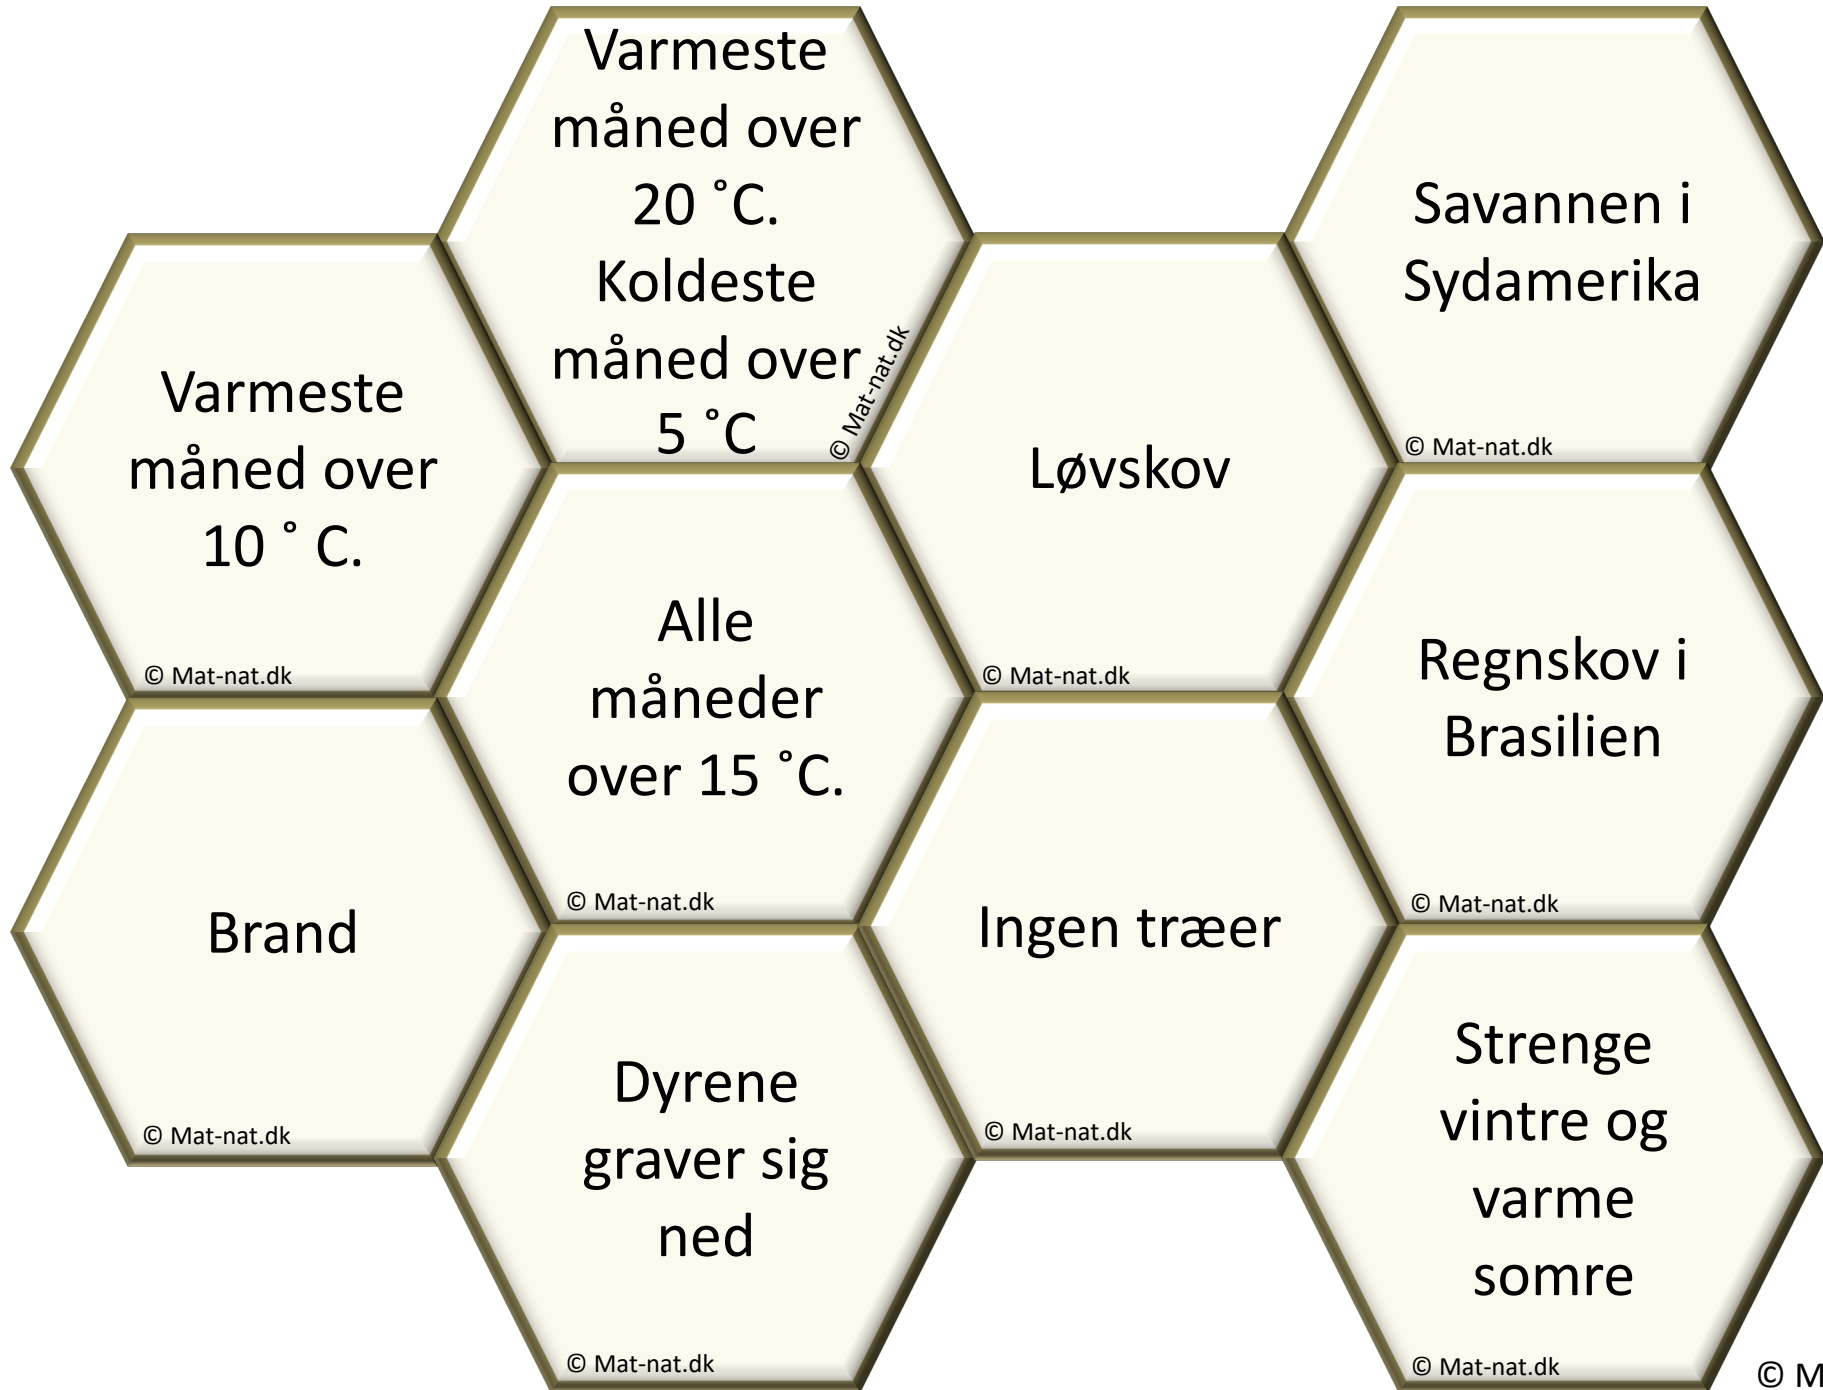 Varmeste
måned over
20 ˚C.
Koldeste
måned over
5 ˚C
© Mat-nat.dk
Savannen i
Sydamerika
© Mat-nat.dk
Varmeste
måned over
10 ˚ C.
© Mat-nat.dk
Løvskov
© Mat-nat.dk
Alle
måneder
over 15 ˚C.
© Mat-nat.dk
Regnskov i
Brasilien
© Mat-nat.dk
Brand
© Mat-nat.dk
Ingen træer
© Mat-nat.dk
Dyrene
graver sig
ned
© Mat-nat.dk
Strenge
vintre og
varme
somre
© Mat-nat.dk
© M